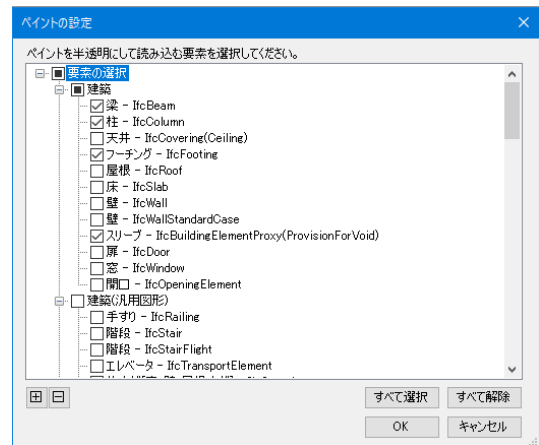 ペイントの設定
ペイントを半透明にして読み込む要素を選択してください。
要素の選択
建築
梁 - IfcBeam
柱 - IfcColumn
天井 - IfcCovering(Ceiling)
フーチング - IfcFooting
屋根 - IfcRoof
床 - IfcSlab
壁 - IfcWall
壁 - IfcWallStandardCase
スリーブ - IfcBuildingElementProxy(ProvisionForVoid)
扉 - IfcDoor
窓 - IfcWindow
開口 - IfcOpeningElement
建築(汎用図形)
手すり - IfcRailing
階段 - IfcStair
階段 - IfcStairFlight
エレベータ - IfcTransportElement
すべて選択 すべて解除
OK キャンセル